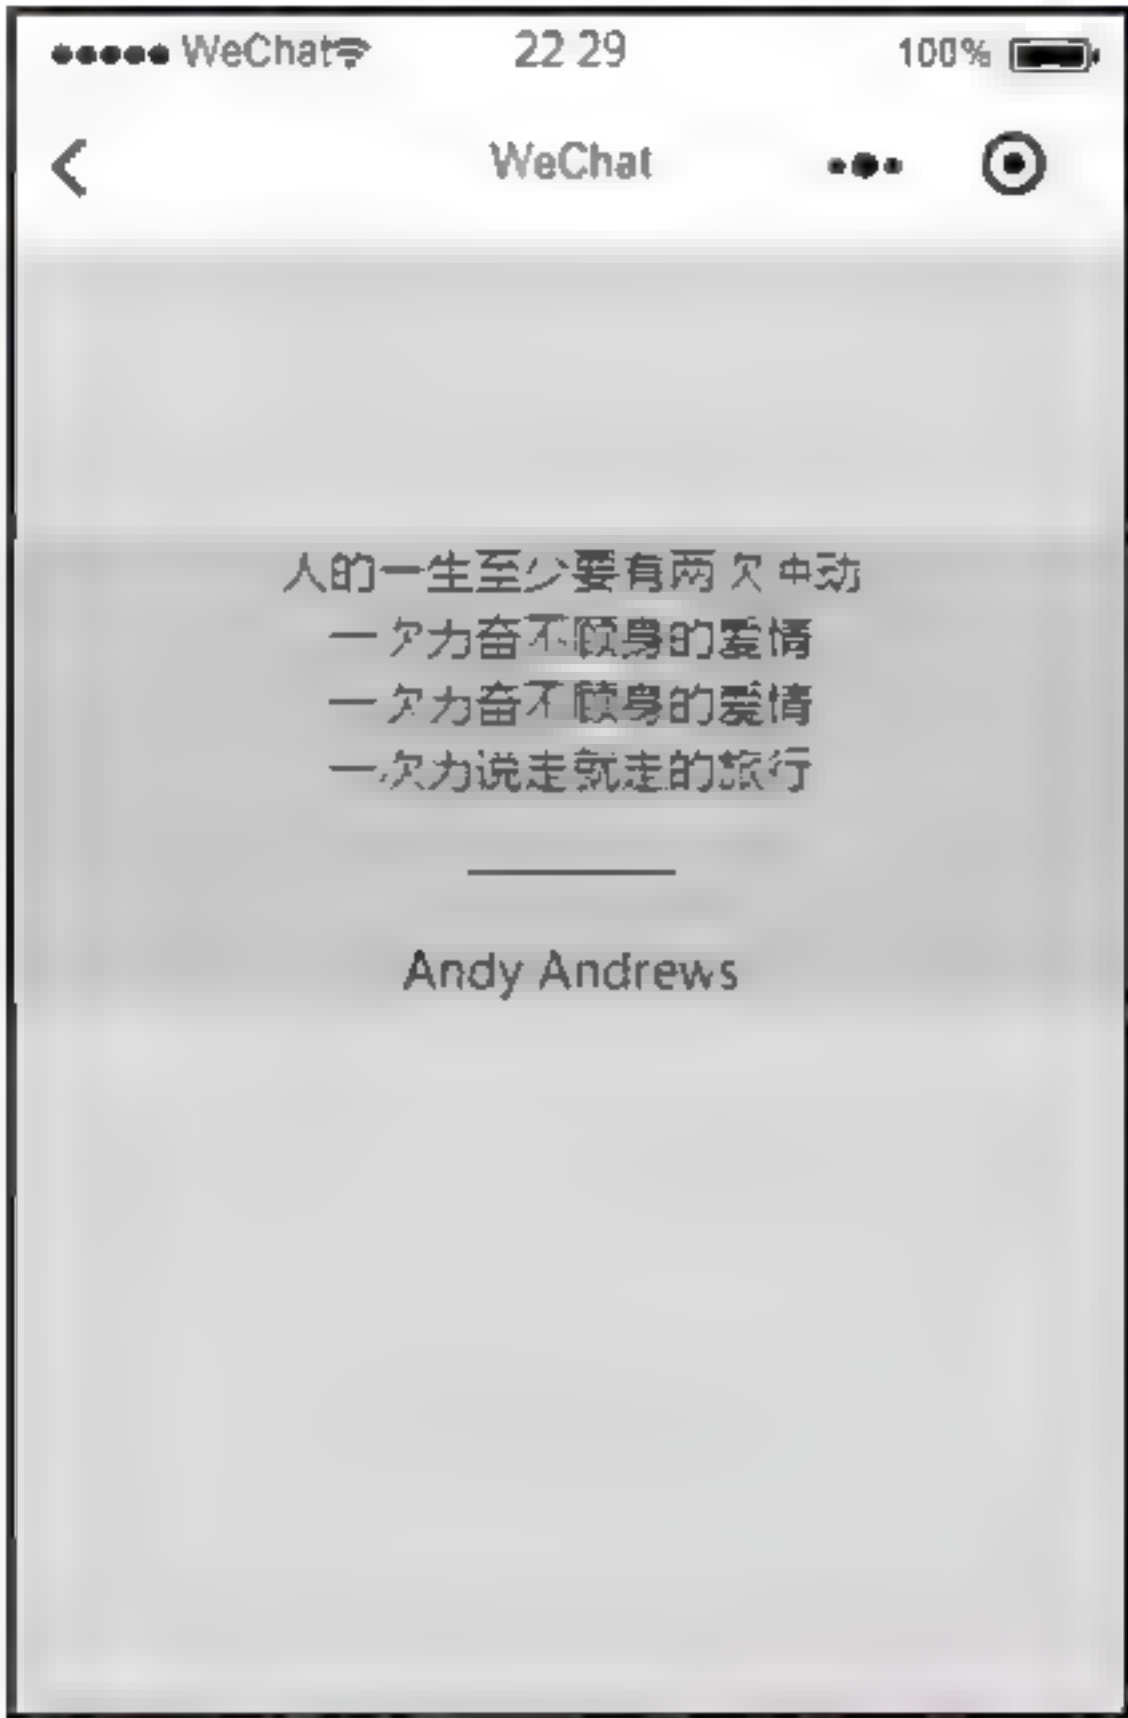 WeChat 22:29 100%
WeChat
人的一生至少要有两次冲动
一次为奋不顾身的爱情
一次为奋不顾身的爱情
一次为说走就走的旅行
Andy Andrews